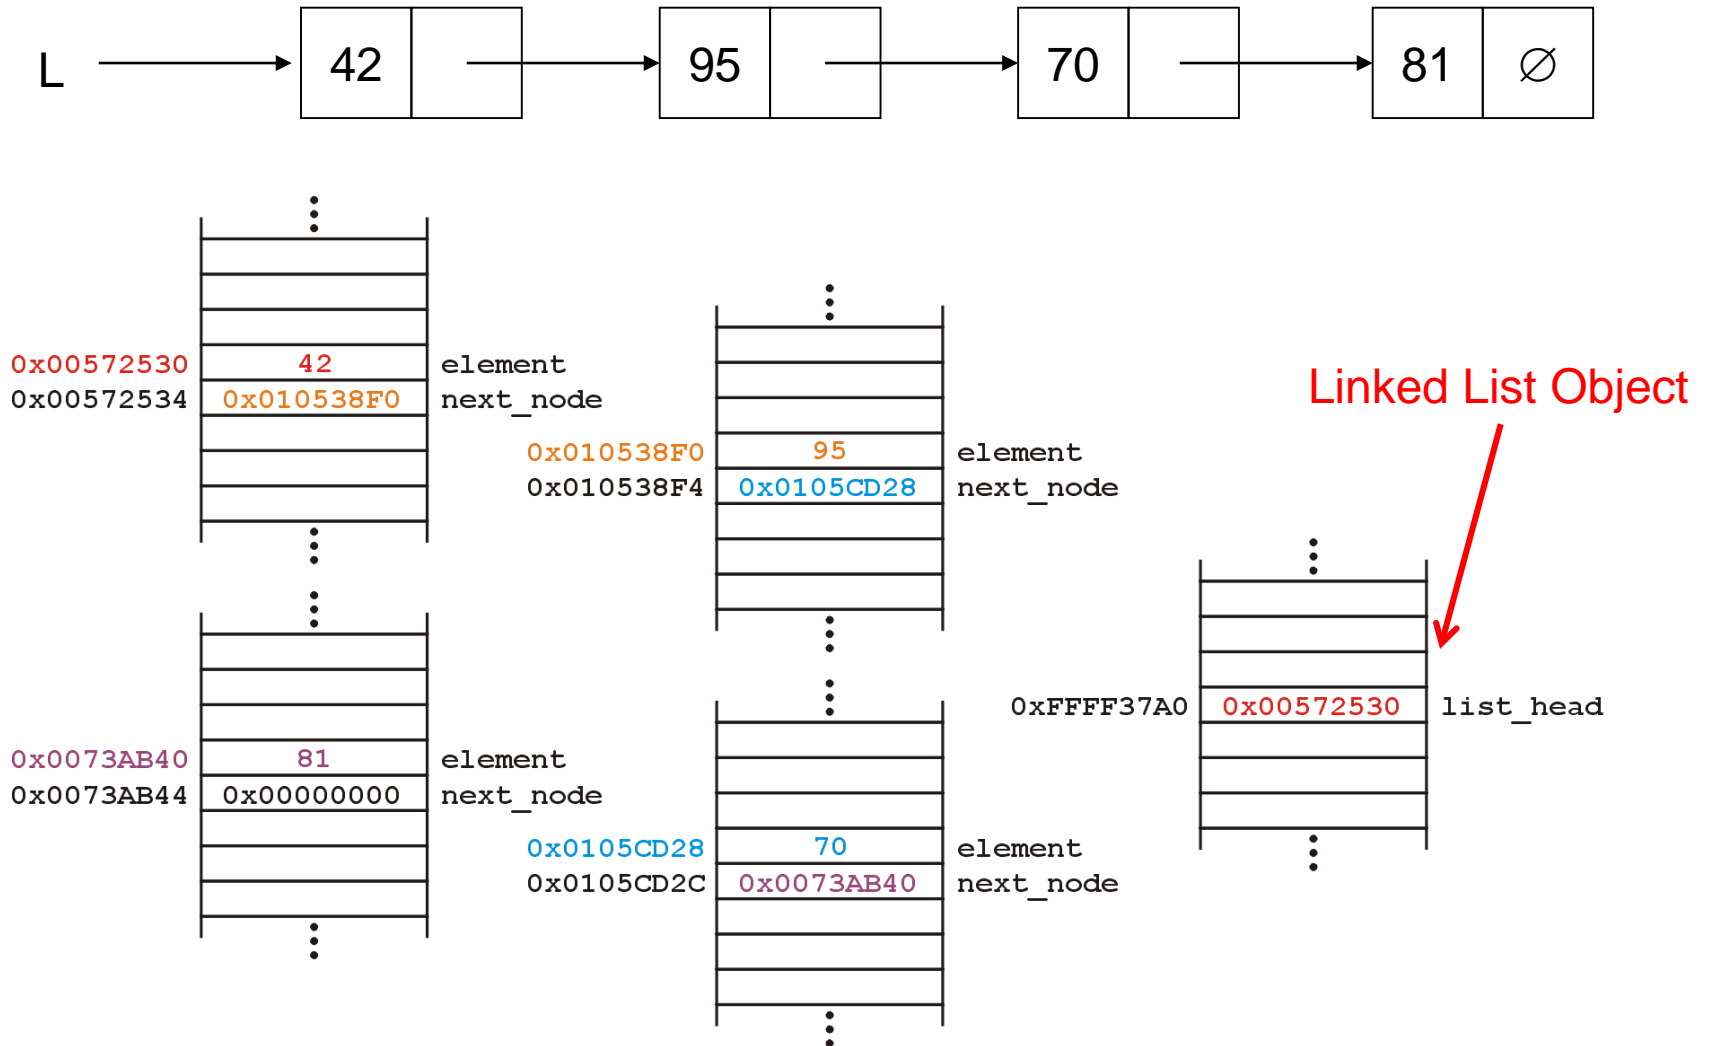 L
42
95
70
81 ∅
0x00572530 42 element
0x00572534 0x010538F0 next_node
0x010538F0 95 element
0x010538F4 0x0105CD28 next_node
Linked List Object
0xFFFF37A0 0x00572530 list_head
0x0073AB40 81 element
0x0073AB44 0x00000000 next_node
0x0105CD28 70 element
0x0105CD2C 0x0073AB40 next_node